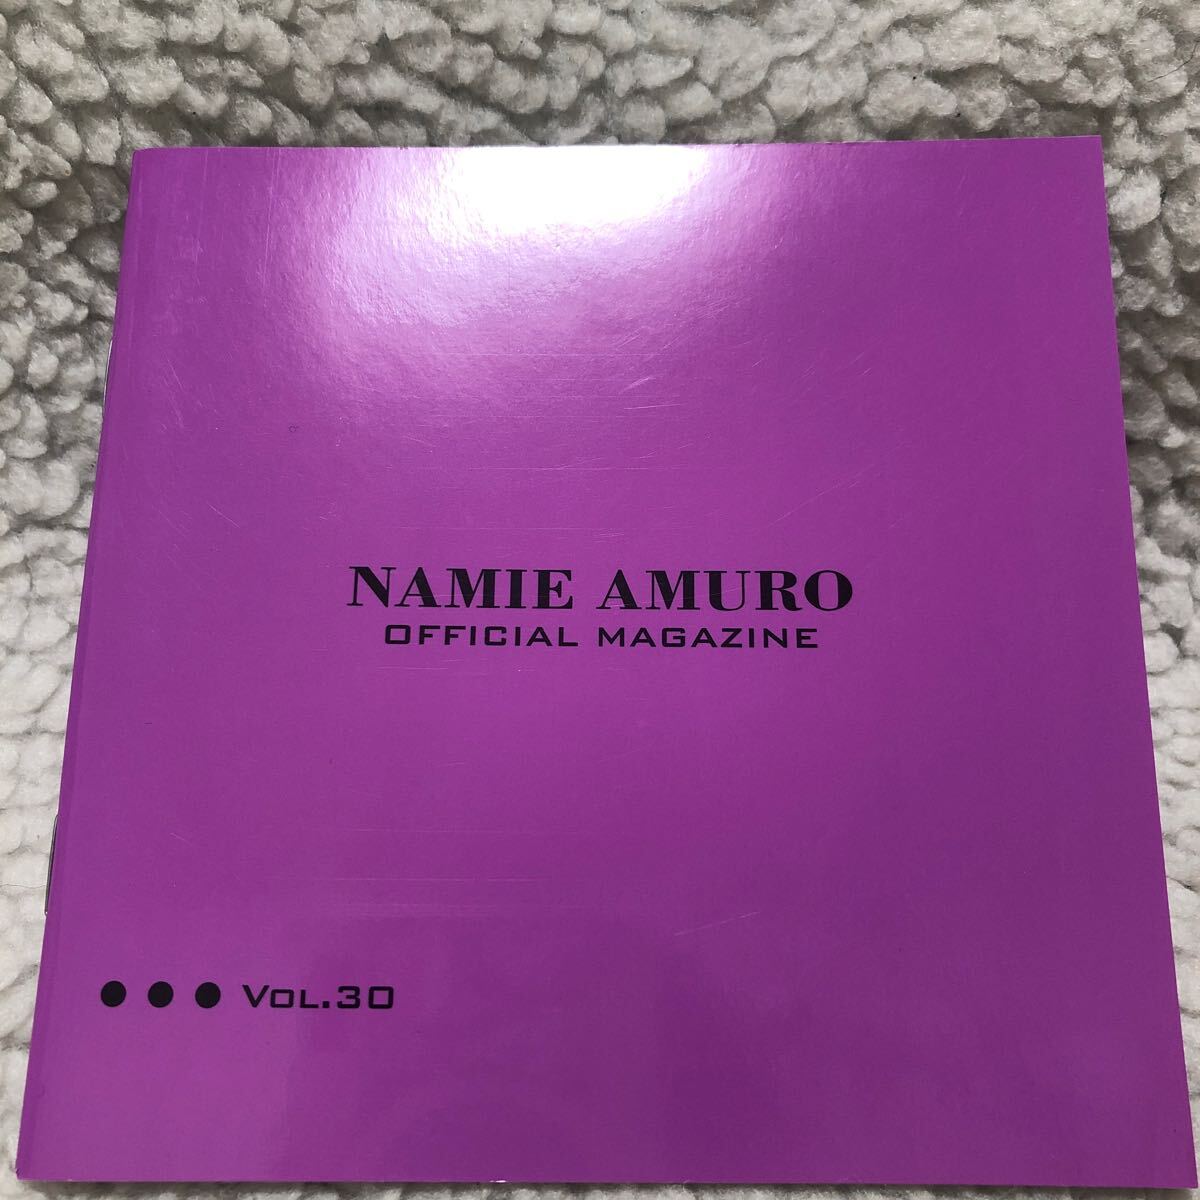 NAMIE AMURO
OFFICIAL MAGAZINE
●●● VOL.30